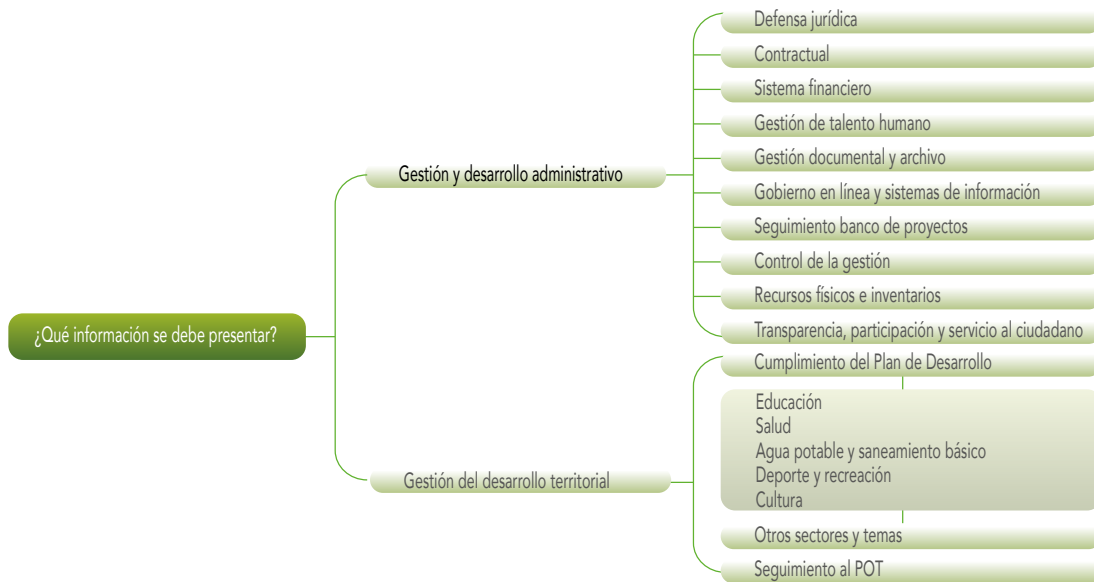 ¿Qué información se debe presentar?
Gestión y desarrollo administrativo
Defensa jurídica
Contractual
Sistema financiero
Gestión de talento humano
Gestión documental y archivo
Gobierno en línea y sistemas de información
Seguimiento banco de proyectos
Control de la gestión
Recursos físicos e inventarios
Transparencia, participación y servicio al ciudadano
Gestión del desarrollo territorial
Cumplimiento del Plan de Desarrollo
Educación
Salud
Agua potable y saneamiento básico
Deporte y recreación
Cultura
Otros sectores y temas
Seguimiento al POT